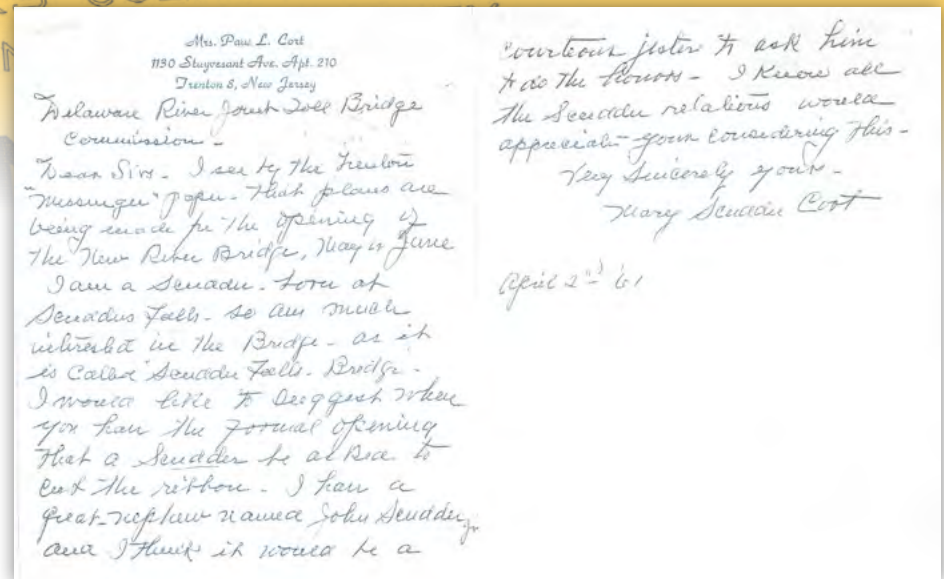 Mrs. Paul L. Cort
1130 Stuyvesant Ave. Apt. 210
Trenton 8, New Jersey
Delaware River Joint Toll Bridge
Commission -
Dear Sirs - I see by the Trenton
"Messenger" paper - that plans are
being made for the opening of
the New River Bridge, May or June
I am a Scudder - born at
Scudders Falls - so am much
interested in the Bridge - as it
is called "Scudder Falls - Bridge -
I would like to suggest when
you have the formal opening
that a Scudder be asked to
cut the ribbon - I have a
great-nephew named John Scudder, Jr
and I think it would be a
courteous jester to ask him
to do the honors - I know all
the Scudder relations would
appreciate your considering this -
Very Sincerely yours -
Mary Scudder Cort
April 2nd '61